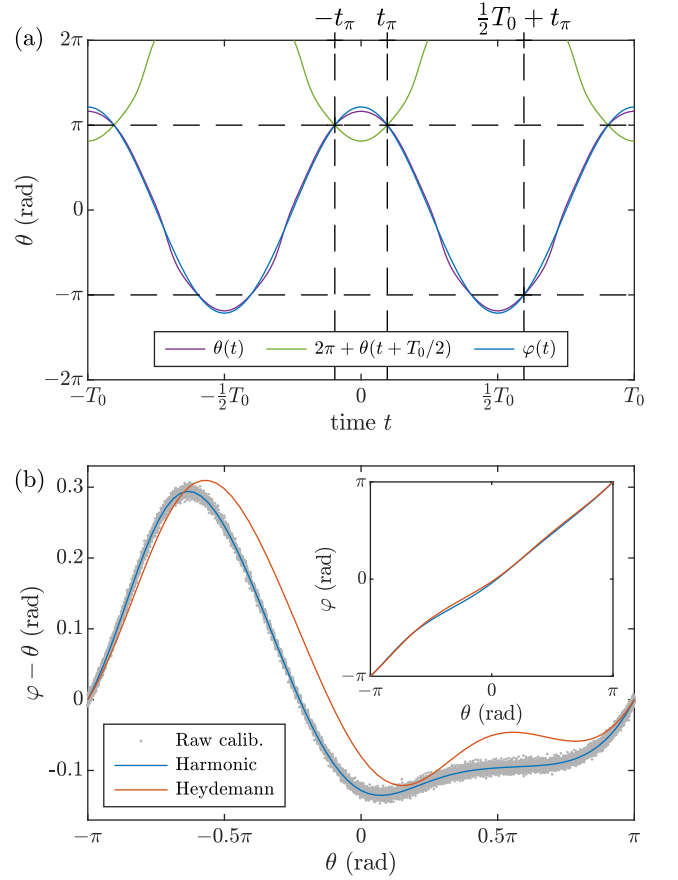 (a)
−tπ tπ ½T₀ + tπ
2π
π
0
−π
−2π
θ (rad)
θ(t) 2π + θ(t + T₀/2) φ(t)
−T₀ −½T₀ 0 ½T₀ T₀
time t
(b)
0.3
0.2
0.1
0
-0.1
φ − θ (rad)
π
0
−π
φ (rad)
−π 0 π
θ (rad)
Raw calib.
Harmonic
Heydemann
−π -0.5π 0 0.5π π
θ (rad)